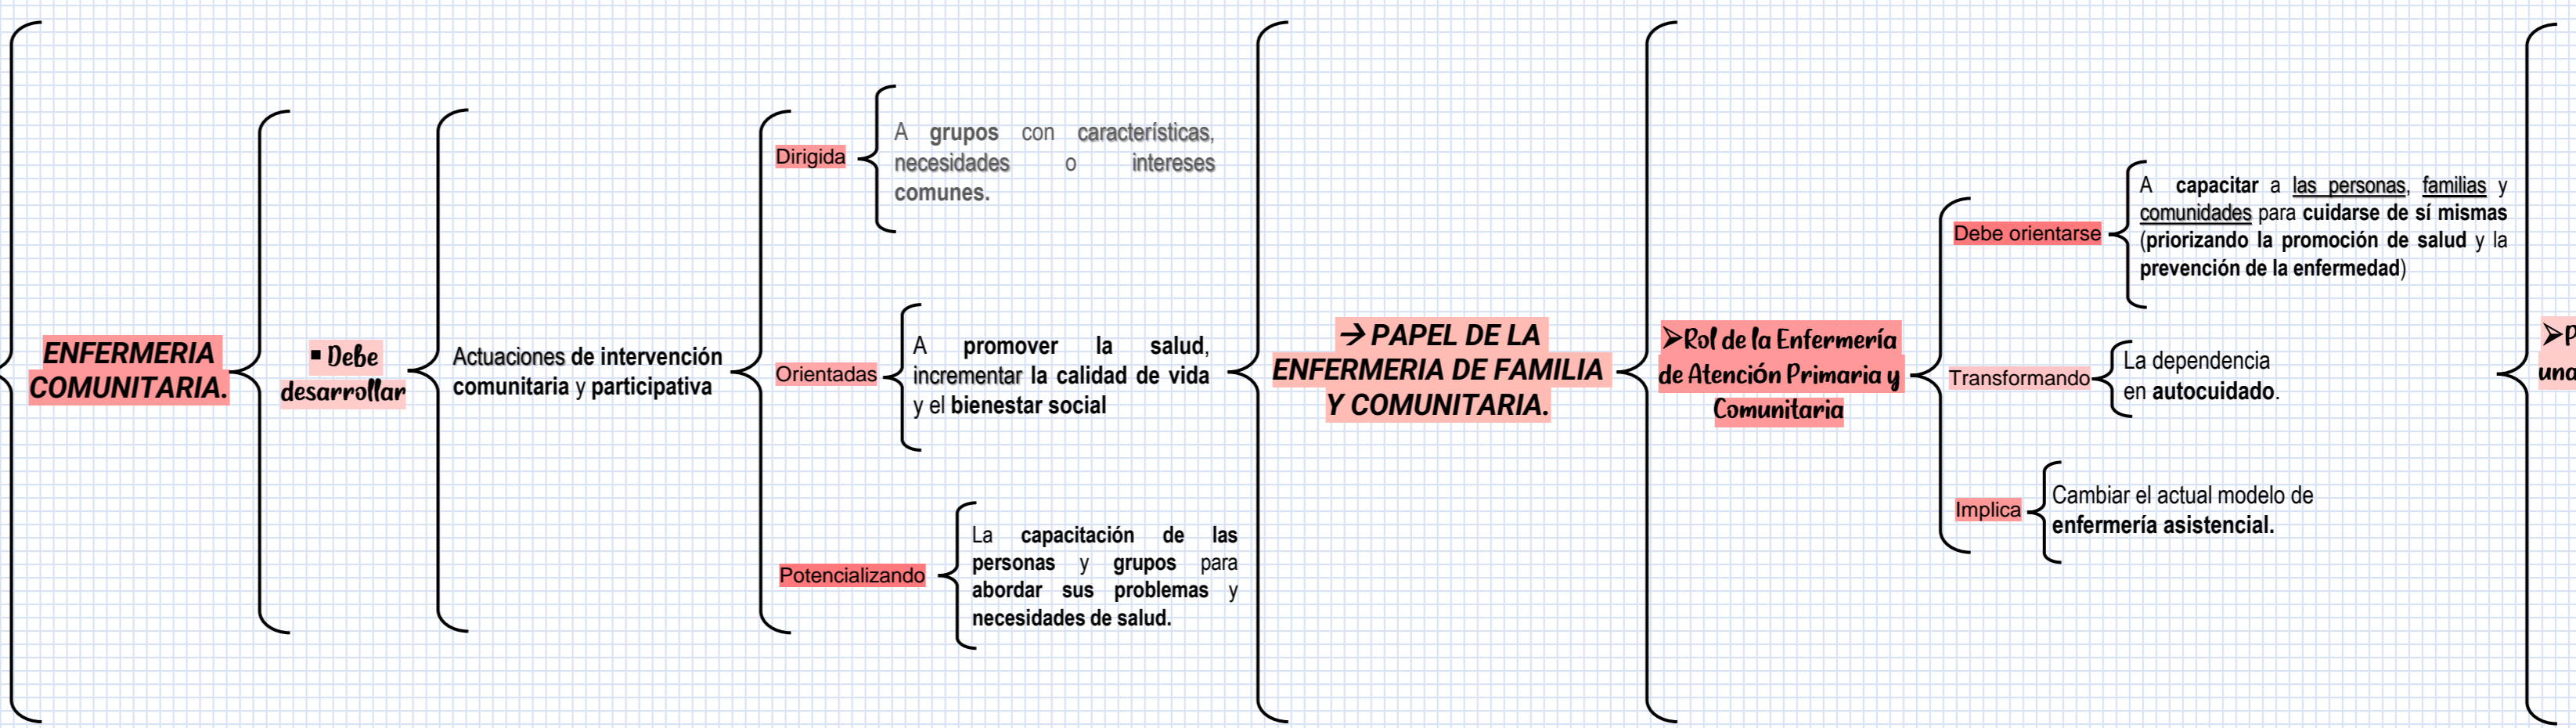 ENFERMERIA
COMUNITARIA.
▪ Debe
desarrollar
Actuaciones de intervención
comunitaria y participativa
Dirigida
A grupos con características,
necesidades o intereses
comunes.
Orientadas
A promover la salud,
incrementar la calidad de vida
y el bienestar social
Potencializando
La capacitación de las
personas y grupos para
abordar sus problemas y
necesidades de salud.
→ PAPEL DE LA
ENFERMERIA DE FAMILIA
Y COMUNITARIA.
➢Rol de la Enfermería
de Atención Primaria y
Comunitaria
Debe orientarse
A capacitar a las personas, familias y
comunidades para cuidarse de sí mismas
(priorizando la promoción de salud y la
prevención de la enfermedad)
Transformando
La dependencia
en autocuidado.
Implica
Cambiar el actual modelo de
enfermería asistencial.
una